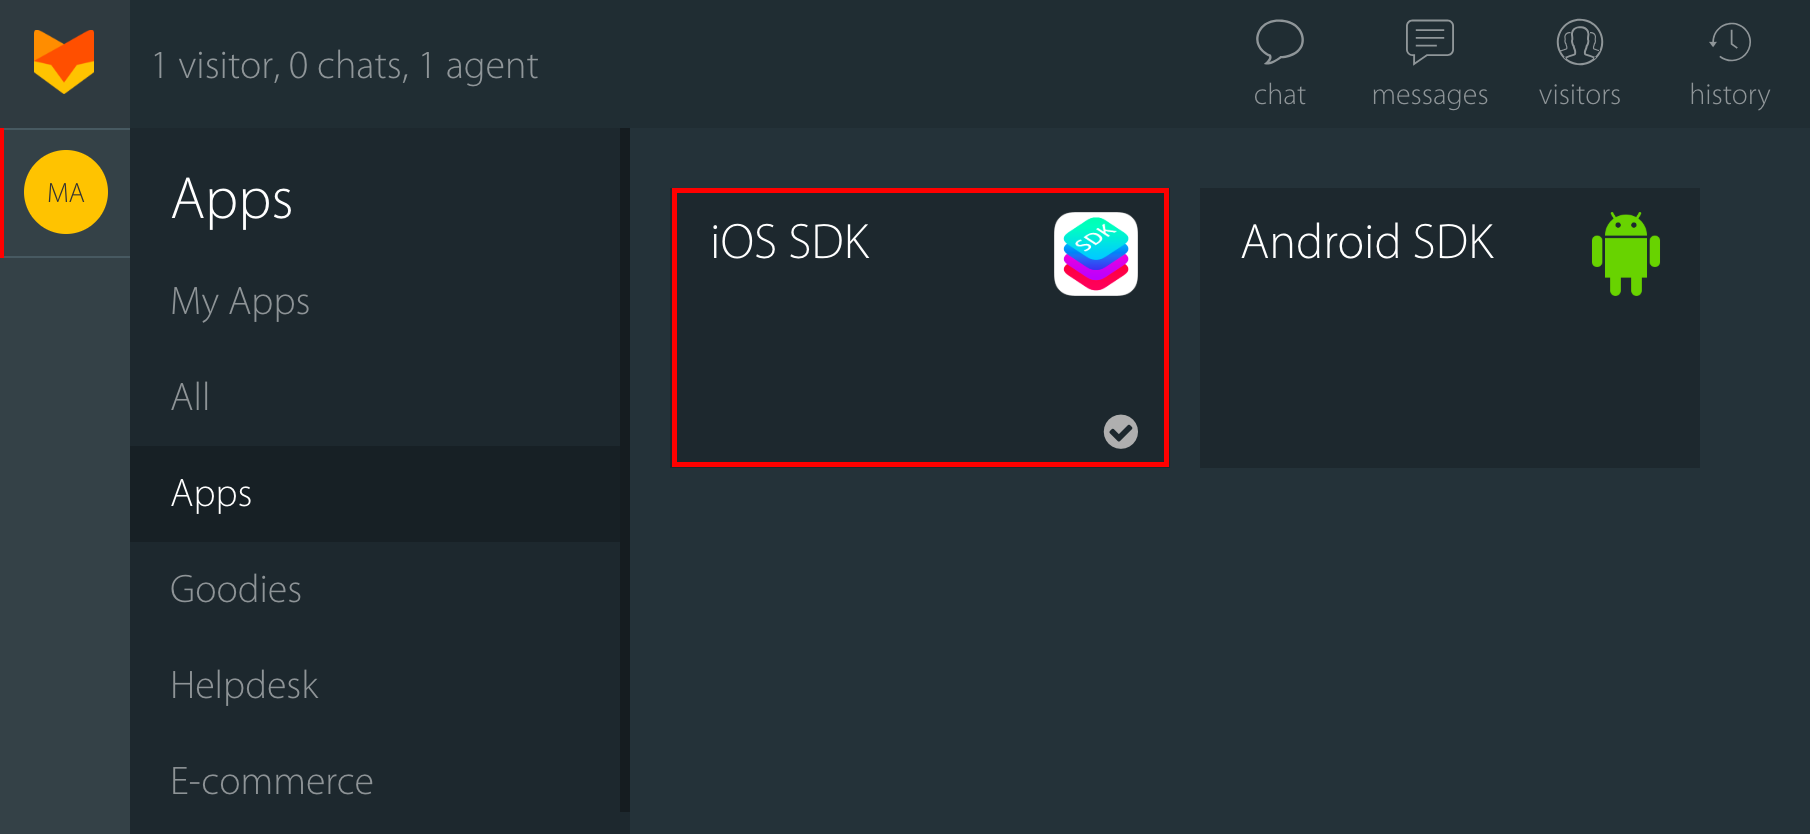 1 visitor, 0 chats, 1 agent
chat
messages
visitors
history
MA
Apps
My Apps
All
Apps
Goodies
Helpdesk
E-commerce
iOS SDK
SDK
Android SDK